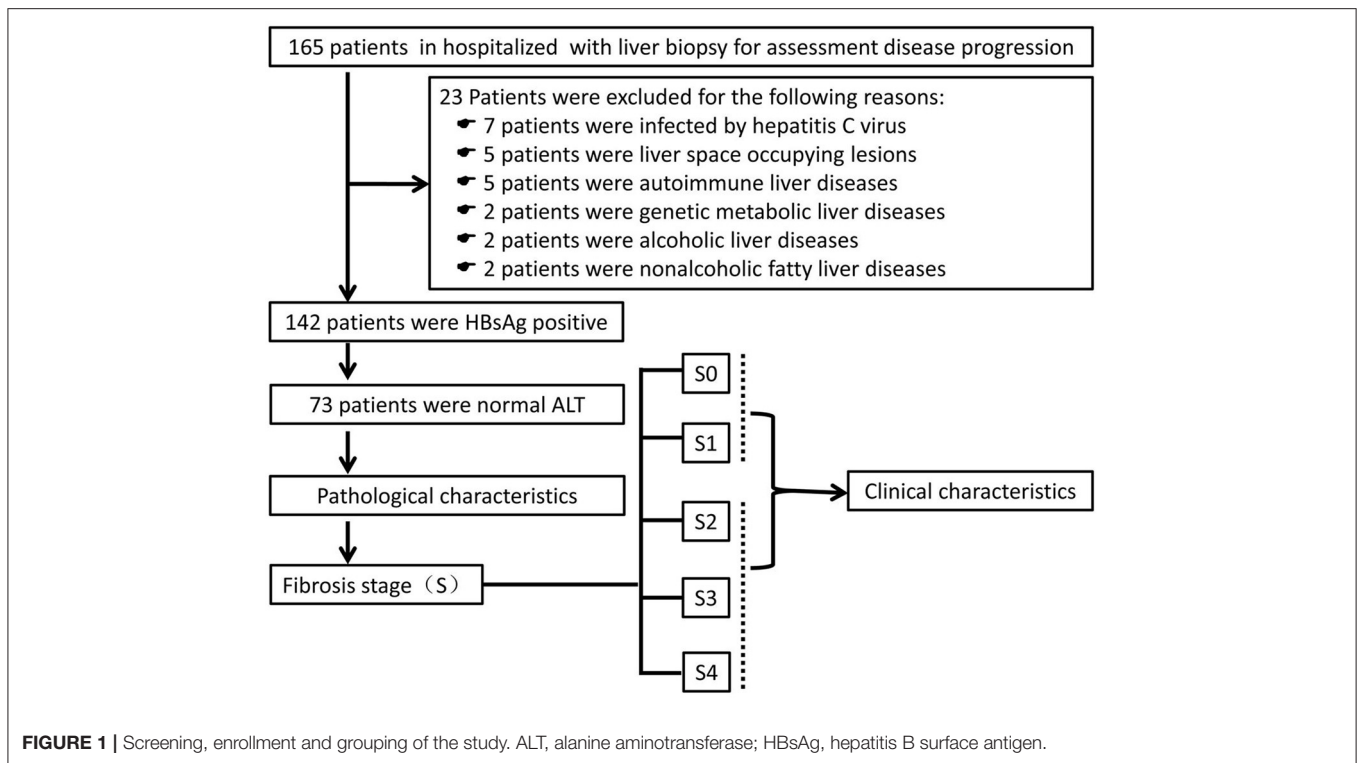 165 patients in hospitalized with liver biopsy for assessment disease progression
23 Patients were excluded for the following reasons:
☛ 7 patients were infected by hepatitis C virus
☛ 5 patients were liver space occupying lesions
☛ 5 patients were autoimmune liver diseases
☛ 2 patients were genetic metabolic liver diseases
☛ 2 patients were alcoholic liver diseases
☛ 2 patients were nonalcoholic fatty liver diseases
142 patients were HBsAg positive
73 patients were normal ALT
Pathological characteristics
Fibrosis stage（S）
S0
S1
S2
S3
S4
Clinical characteristics
FIGURE 1 | Screening, enrollment and grouping of the study. ALT, alanine aminotransferase; HBsAg, hepatitis B surface antigen.